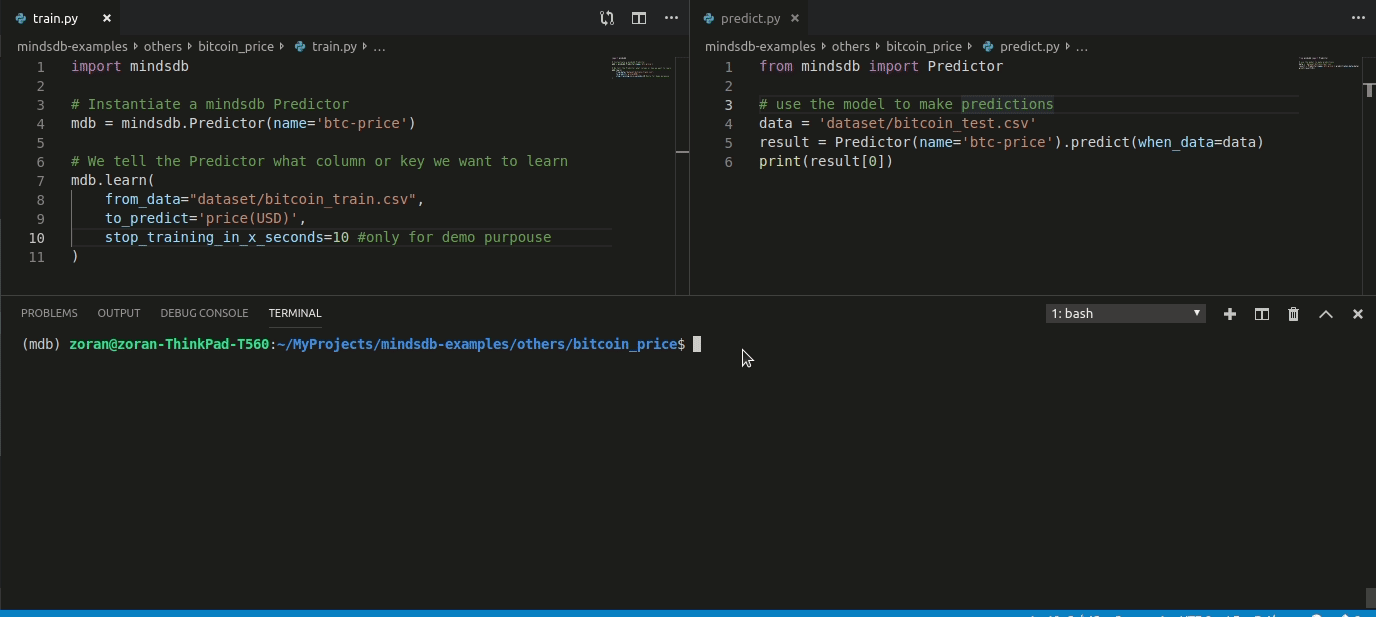 train.py
predict.py
mindsdb-examples others bitcoin_price train.py ...
mindsdb-examples others bitcoin_price predict.py ...
1 import mindsdb
2
3 # Instantiate a mindsdb Predictor
4 mdb = mindsdb.Predictor(name='btc-price')
5
6 # We tell the Predictor what column or key we want to learn
7 mdb.learn(
8 from_data="dataset/bitcoin_train.csv",
9 to_predict='price(USD)',
10 stop_training_in_x_seconds=10 #only for demo purpouse
11 )
1 from mindsdb import Predictor
2
3 # use the model to make predictions
4 data = 'dataset/bitcoin_test.csv'
5 result = Predictor(name='btc-price').predict(when_data=data)
6 print(result[0])
PROBLEMS OUTPUT DEBUG CONSOLE TERMINAL
1: bash
(mdb) zoran@zoran-ThinkPad-T560:~/MyProjects/mindsdb-examples/others/bitcoin_price$